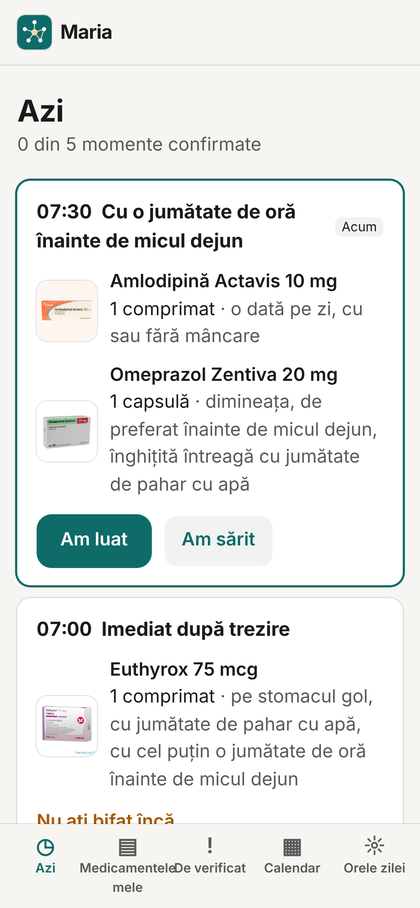 Maria
Azi
0 din 5 momente confirmate
07:30 Cu o jumătate de oră
înainte de micul dejun
Acum
Amlodipină Actavis 10 mg
1 comprimat · o dată pe zi, cu
sau fără mâncare
Omeprazol Zentiva 20 mg
1 capsulă · dimineața, de
preferat înainte de micul dejun,
înghițită întreagă cu jumătate
de pahar cu apă
Am luat
Am sărit
07:00 Imediat după trezire
Euthyrox 75 mcg
1 comprimat · pe stomacul gol,
cu jumătate de pahar cu apă,
cu cel puțin o jumătate de oră
înainte de micul dejun
Nu ați bifat încă
Azi
Medicamentele
mele
De verificat
Calendar
Orele zilei